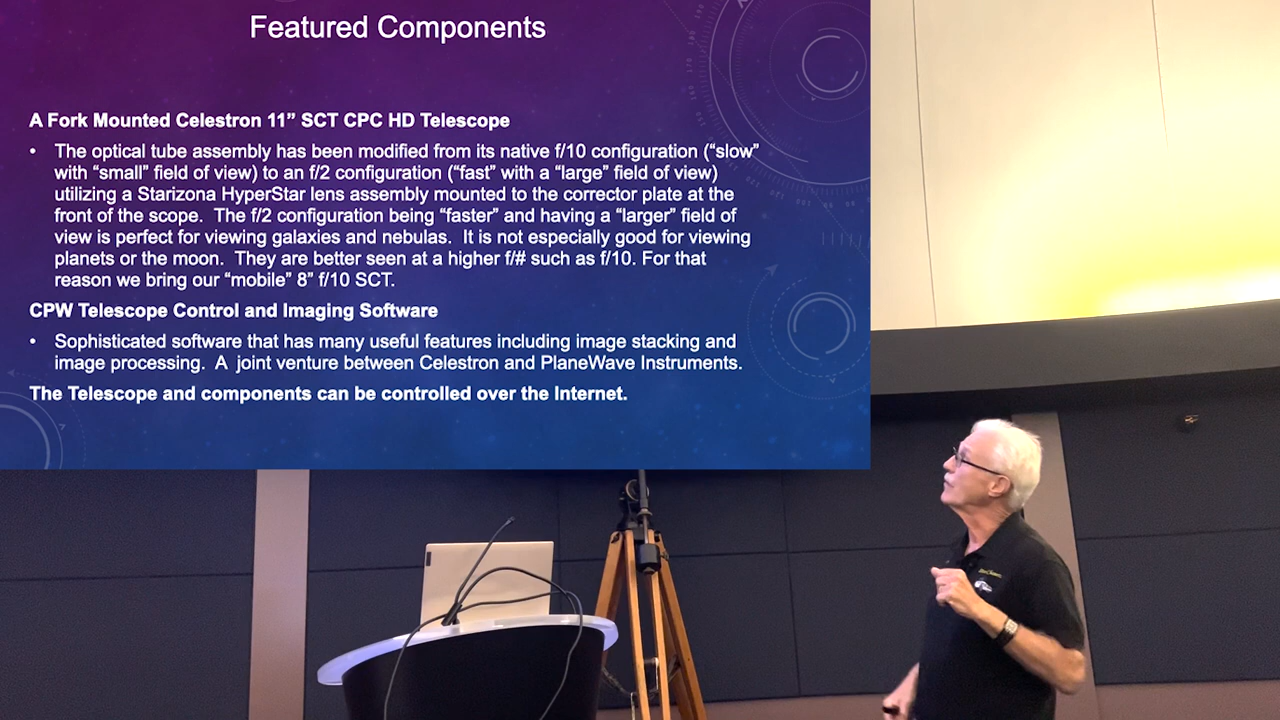 Featured Components
A Fork Mounted Celestron 11” SCT CPC HD Telescope
• The optical tube assembly has been modified from its native f/10 configuration (“slow”
with “small” field of view) to an f/2 configuration (“fast” with a “large” field of view)
utilizing a Starizona HyperStar lens assembly mounted to the corrector plate at the
front of the scope. The f/2 configuration being “faster” and having a “larger” field of
view is perfect for viewing galaxies and nebulas. It is not especially good for viewing
planets or the moon. They are better seen at a higher f/# such as f/10. For that
reason we bring our “mobile” 8” f/10 SCT.
CPW Telescope Control and Imaging Software
• Sophisticated software that has many useful features including image stacking and
image processing. A joint venture between Celestron and PlaneWave Instruments.
The Telescope and components can be controlled over the Internet.